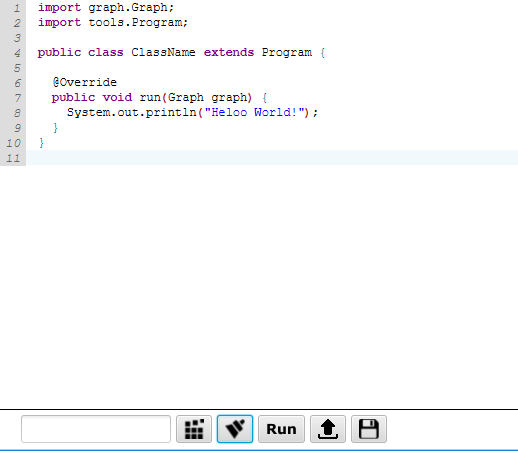 1 import graph.Graph;
2 import tools.Program;
3
4 public class ClassName extends Program {
5
6 @Override
7 public void run(Graph graph) {
8 System.out.println("Heloo World!");
9 }
10 }
11
Run